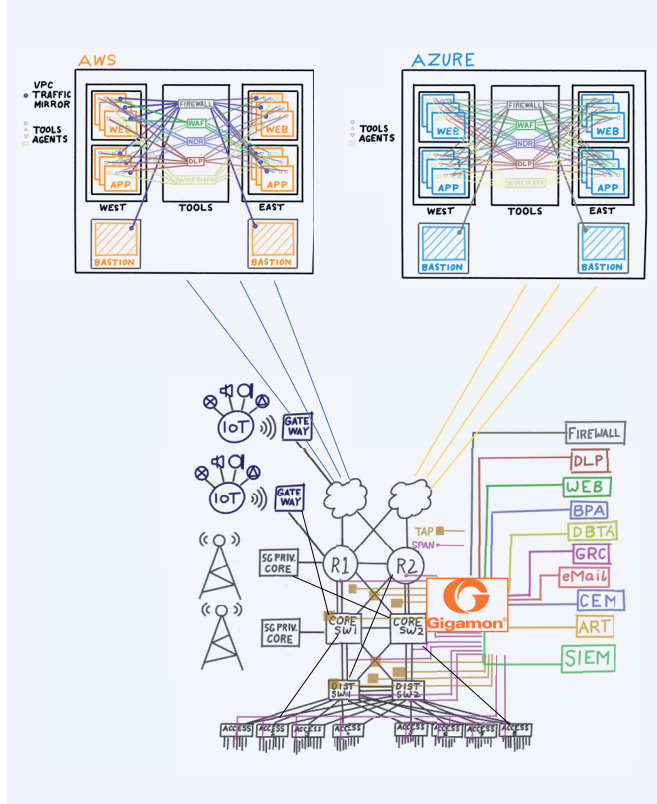 AWS
AZURE
VPC
TRAFFIC
MIRROR
TOOLS
AGENTS
FIREWALL
WAF
NDR
DLP
WIRESHARK
WEB
WEB
APP
APP
WEST
TOOLS
EAST
BASTION
BASTION
TOOLS
AGENTS
FIREWALL
WAF
NDR
DLP
WIRESHARK
WEB
WEB
APP
APP
WEST
TOOLS
EAST
BASTION
BASTION
IoT
GATE
WAY
IoT
GATE
WAY
5G PRIV.
CORE
5G PRIV.
CORE
R1
R2
TAP
SPAN
CORE
SW1
CORE
SW2
DIST
SW1
DIST
SW2
Gigamon®
FIREWALL
DLP
WEB
BPA
DBTA
GRC
eMail
CEM
ART
SIEM
ACCESS
ACCESS
ACCESS
ACCESS
ACCESS
ACCESS
ACCESS
ACCESS